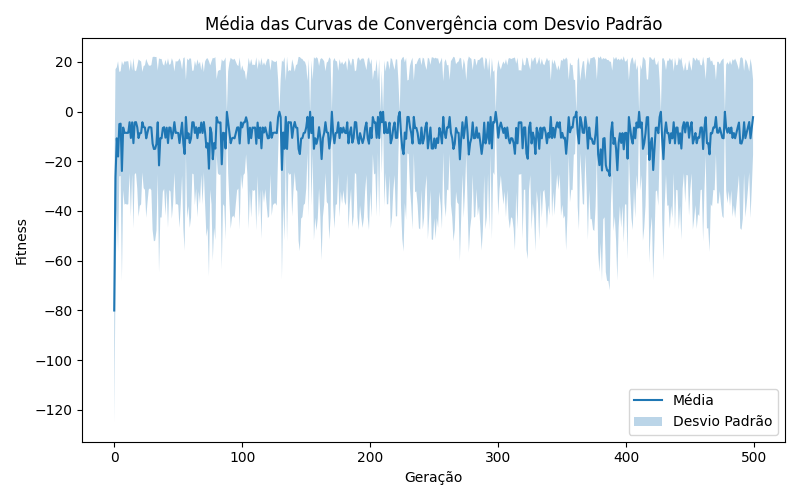 Média das Curvas de Convergência com Desvio Padrão
20
0
−20
−40
−60
−80
−100
−120
Fitness
0 100 200 300 400 500
Geração
Média
Desvio Padrão